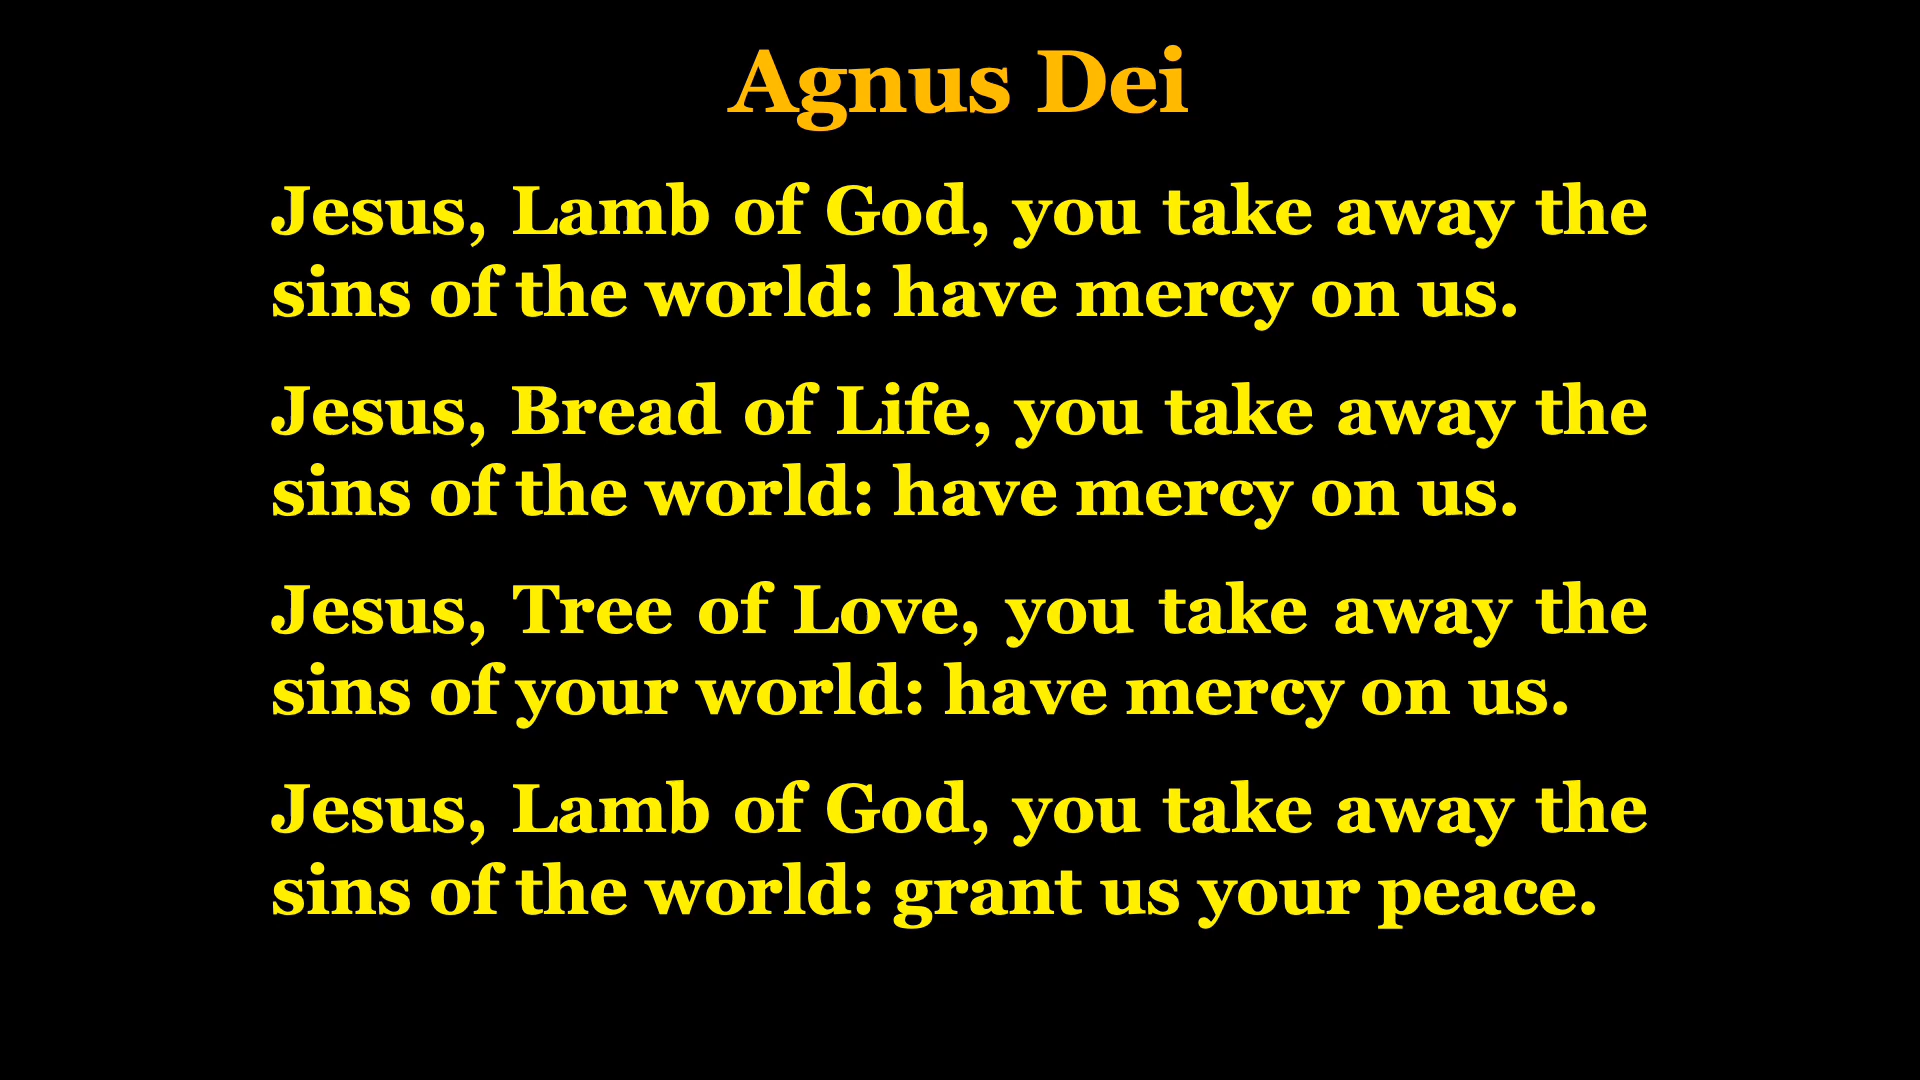 Agnus Dei
Jesus, Lamb of God, you take away the
sins of the world: have mercy on us.
Jesus, Bread of Life, you take away the
sins of the world: have mercy on us.
Jesus, Tree of Love, you take away the
sins of your world: have mercy on us.
Jesus, Lamb of God, you take away the
sins of the world: grant us your peace.